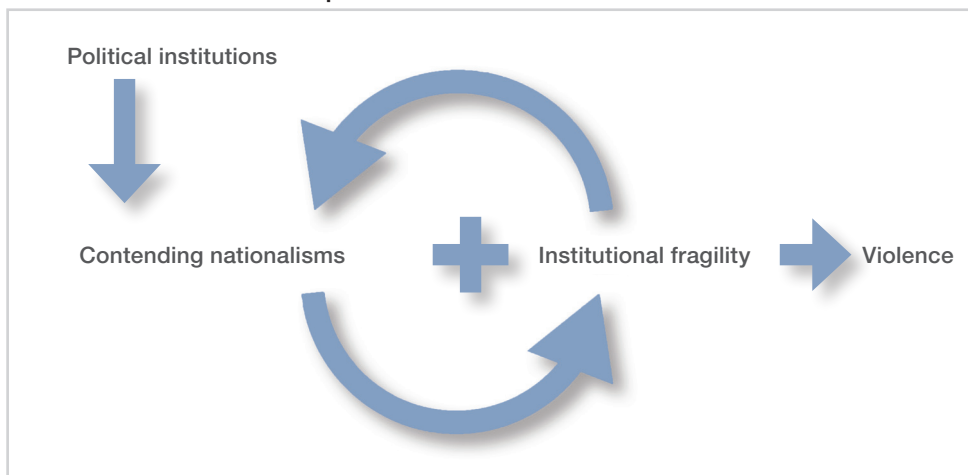 Political institutions
Contending nationalisms
Institutional fragility
Violence